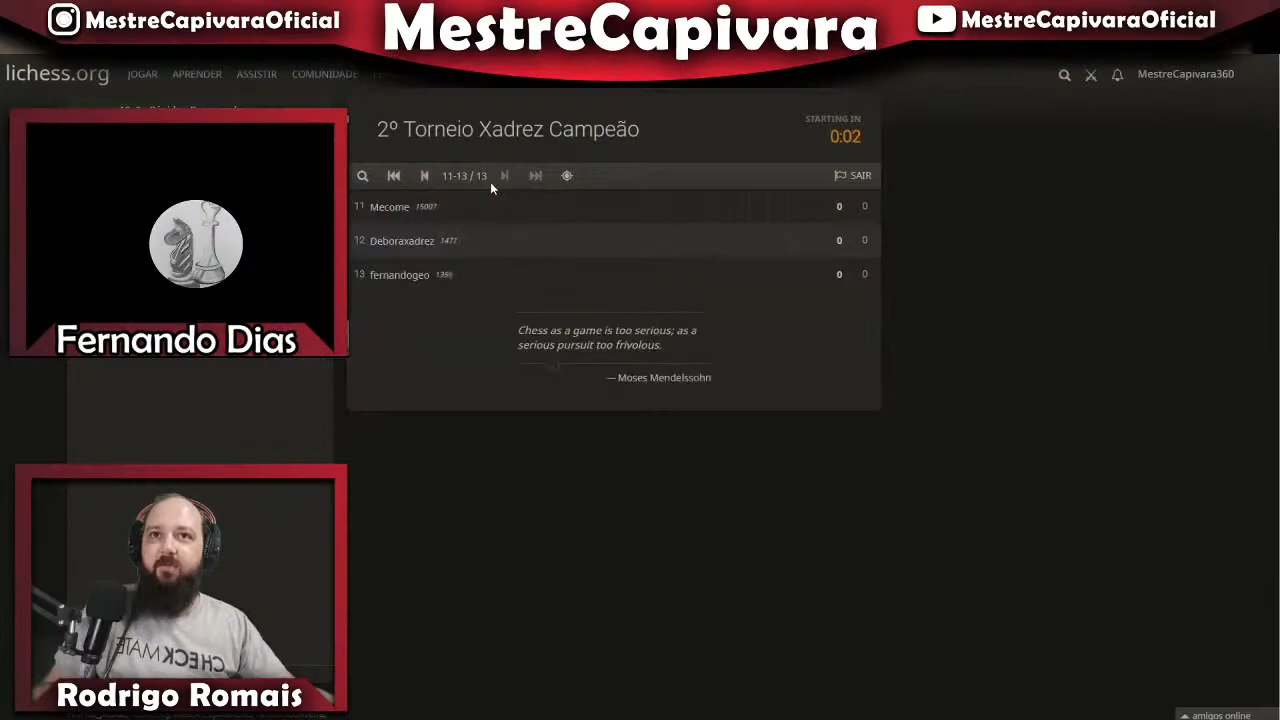 MestreCapivaraOficial
MestreCapivara
MestreCapivaraOficial
lichess.org JOGAR APRENDER ASSISTIR COMUNIDADE
MestreCapivara360
2º Torneio Xadrez Campeão
STARTING IN
0:02
11-13 / 13
SAIR
11 Mecome 1500? 0 0
12 Deboraxadrez 1477 0 0
13 fernandogeo 0 0
Chess as a game is too serious; as a
serious pursuit too frivolous.
— Moses Mendelssohn
Fernando Dias
CHECKMATE
Rodrigo Romais
amigos online